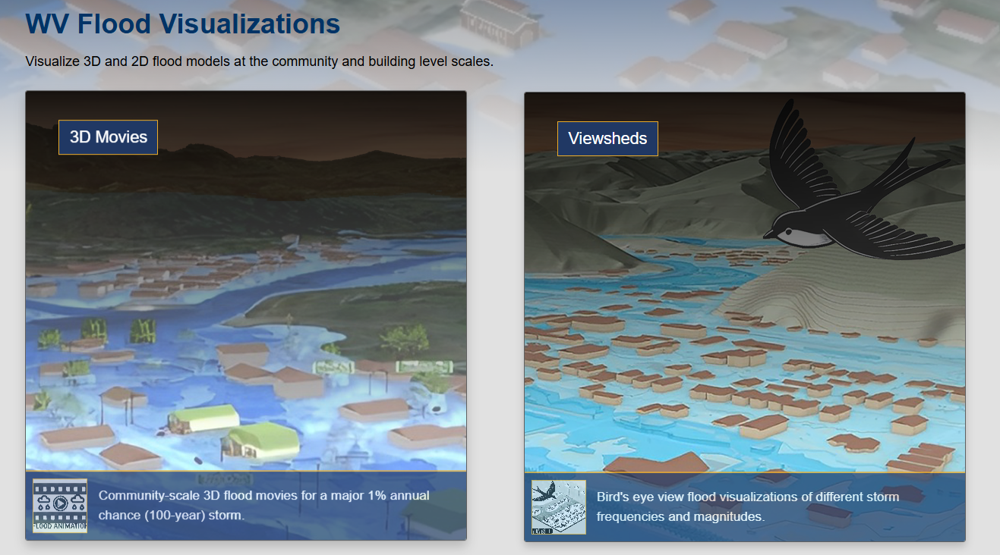 WV Flood Visualizations
Visualize 3D and 2D flood models at the community and building level scales.
3D Movies
Viewsheds
Community-scale 3D flood movies for a major 1% annual
chance (100-year) storm.
Bird's eye view flood visualizations of different storm
frequencies and magnitudes.